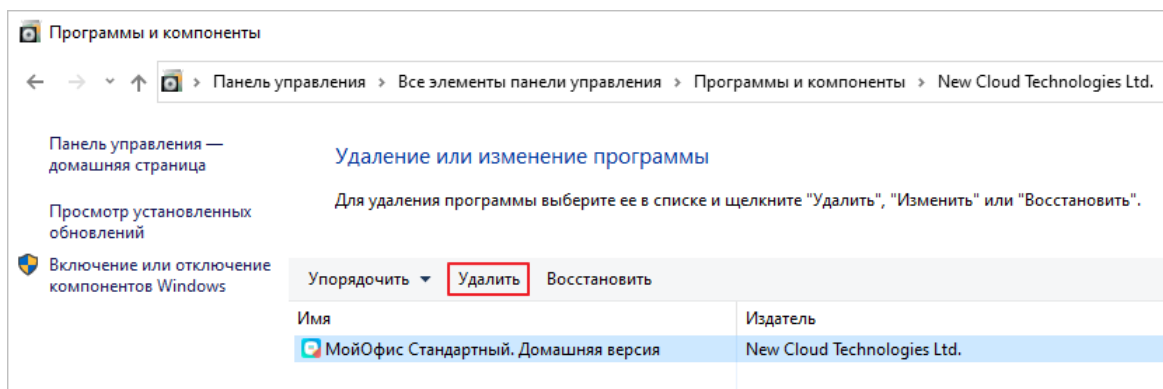 Программы и компоненты
Панель управления > Все элементы панели управления > Программы и компоненты > New Cloud Technologies Ltd.
Панель управления —
домашняя страница
Просмотр установленных
обновлений
Включение или отключение
компонентов Windows
Удаление или изменение программы
Для удаления программы выберите ее в списке и щелкните "Удалить", "Изменить" или "Восстановить".
Упорядочить Удалить Восстановить
Имя Издатель
МойОфис Стандартный. Домашняя версия New Cloud Technologies Ltd.